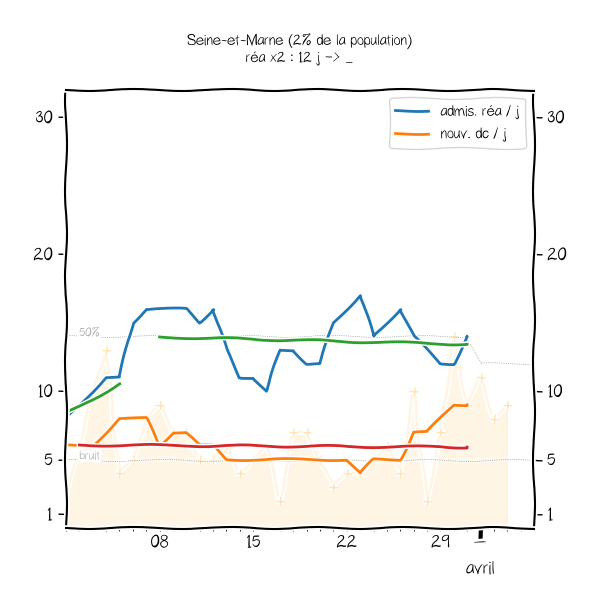 Seine-et-Marne (2% de la population)
réa x2 : 12 j -> _
admis. réa / j
nouv. dc / j
30
30
20
20
50%
10
10
bruit
5
5
1
1
08
15
22
29
1
avril